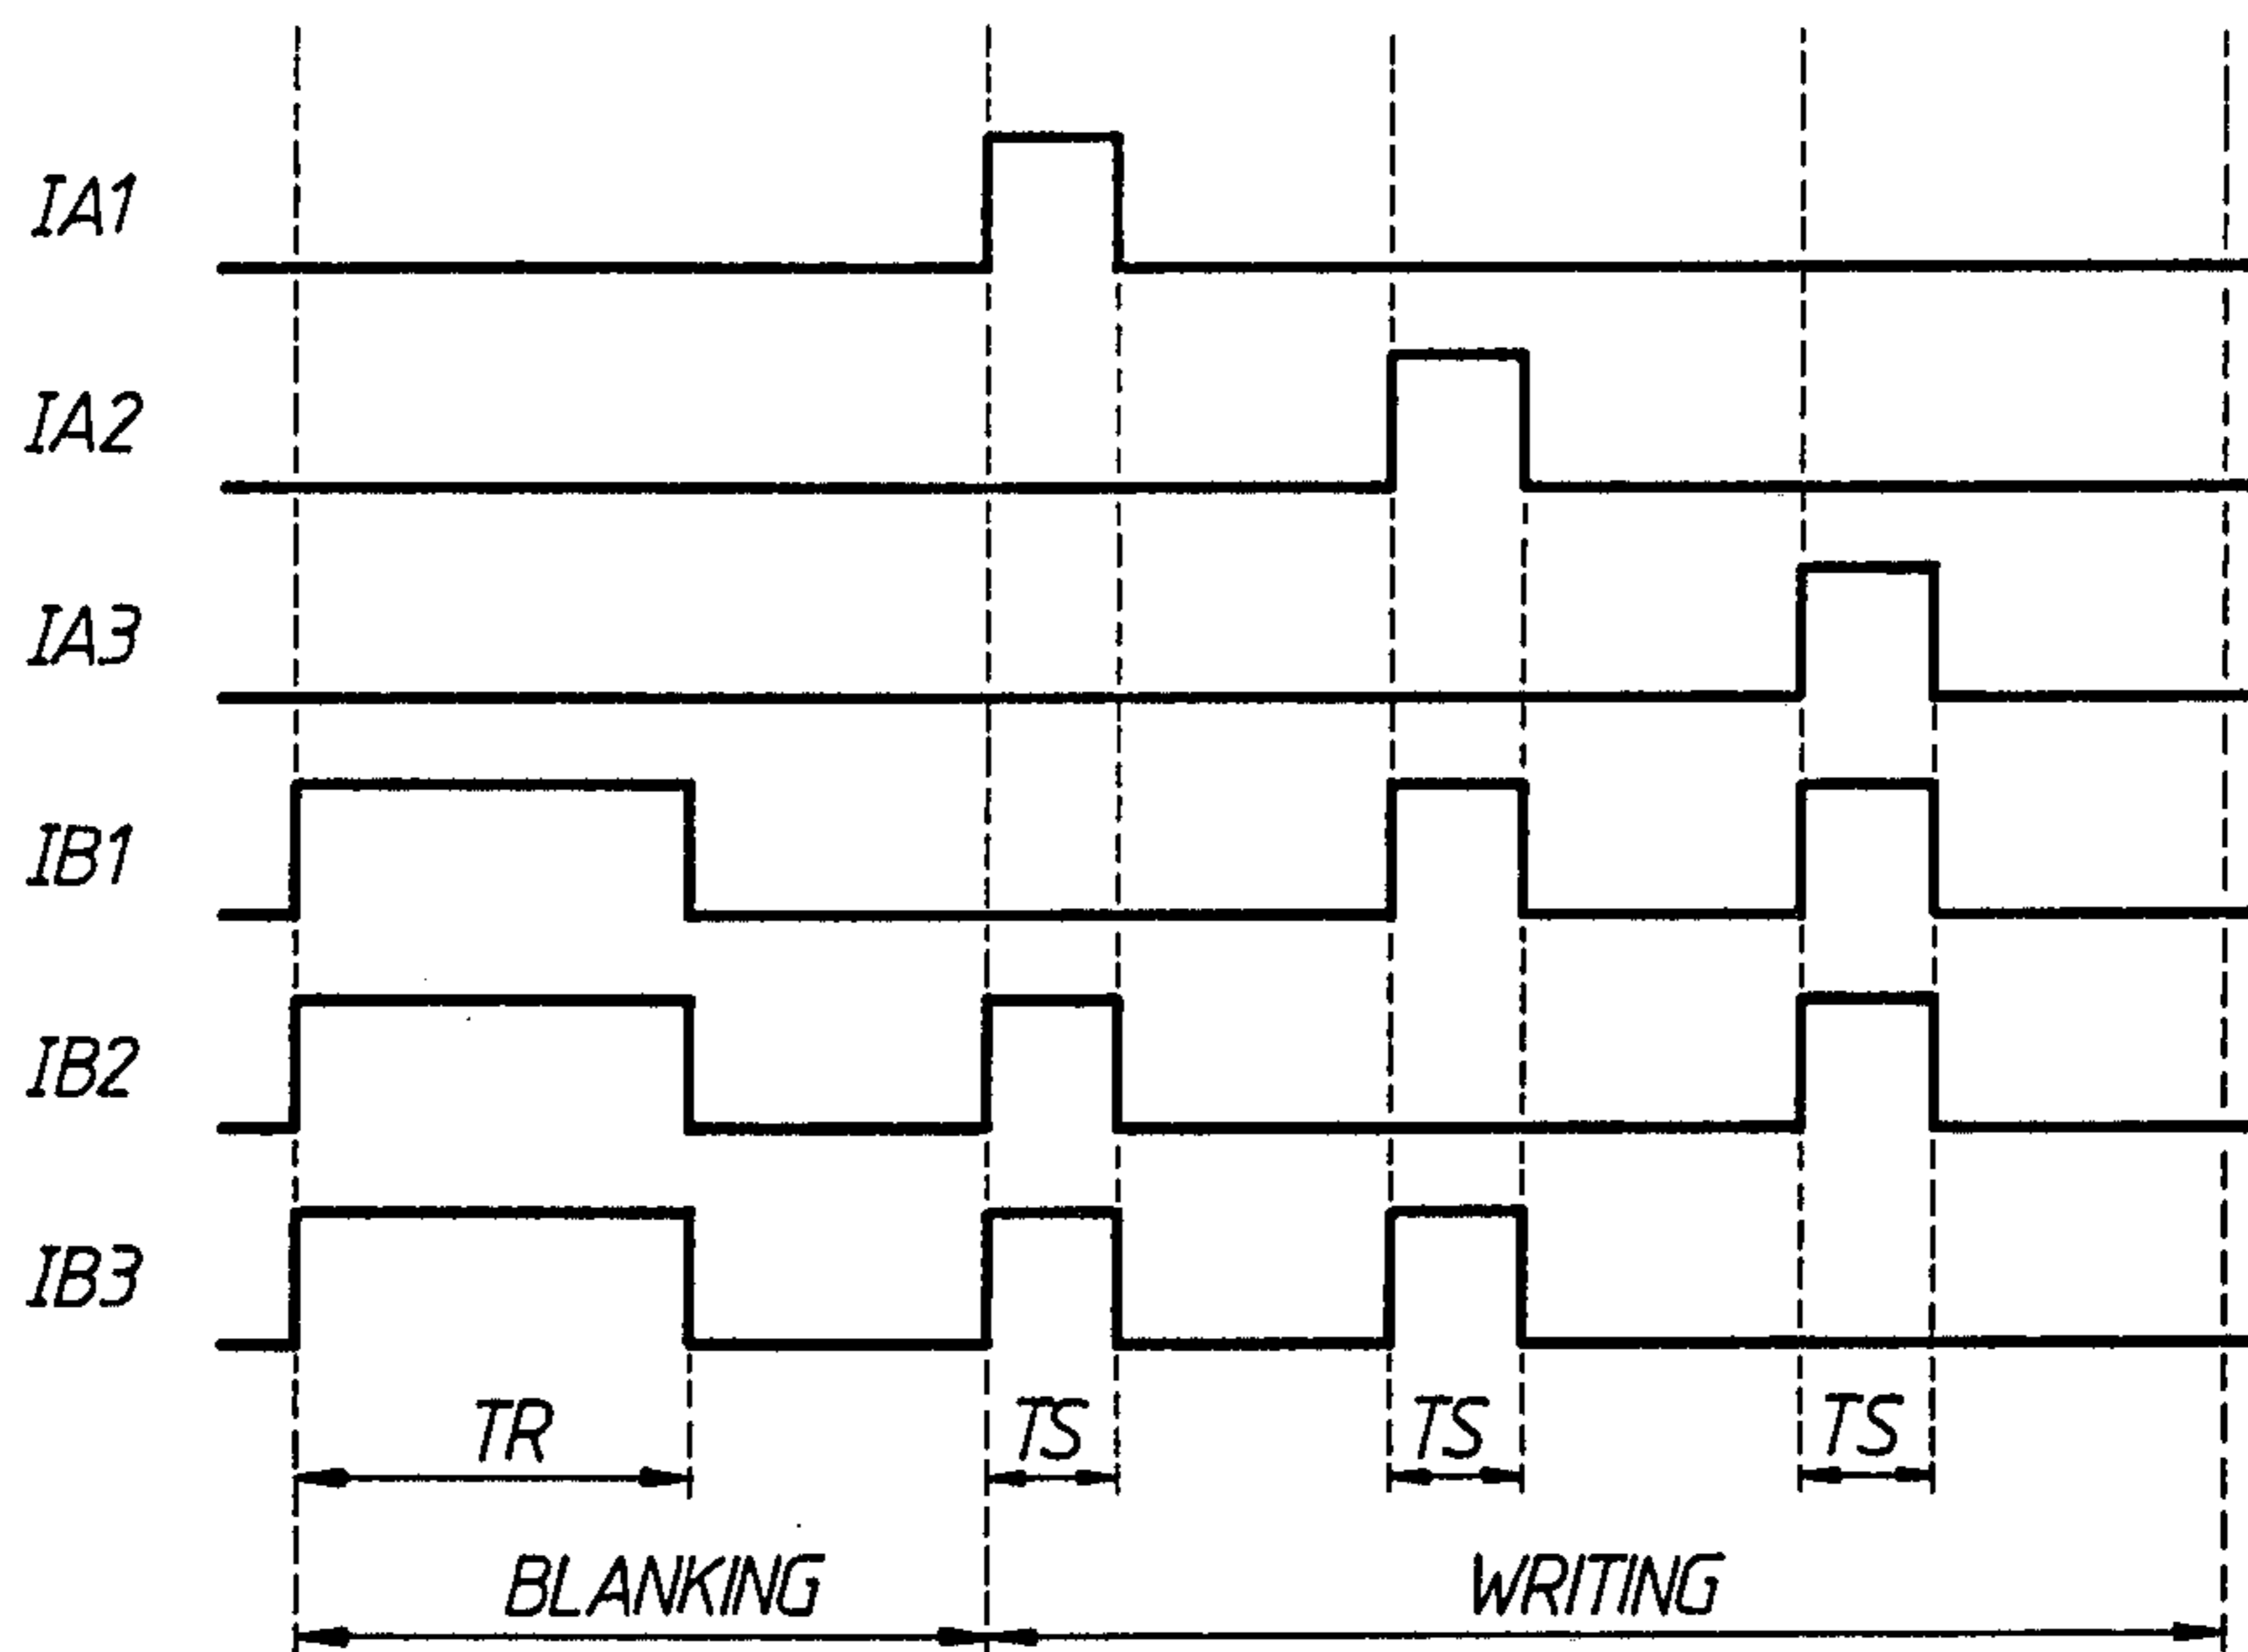 IA1
IA2
IA3
IB1
IB2
IB3
TR TS TS TS
BLANKING WRITING